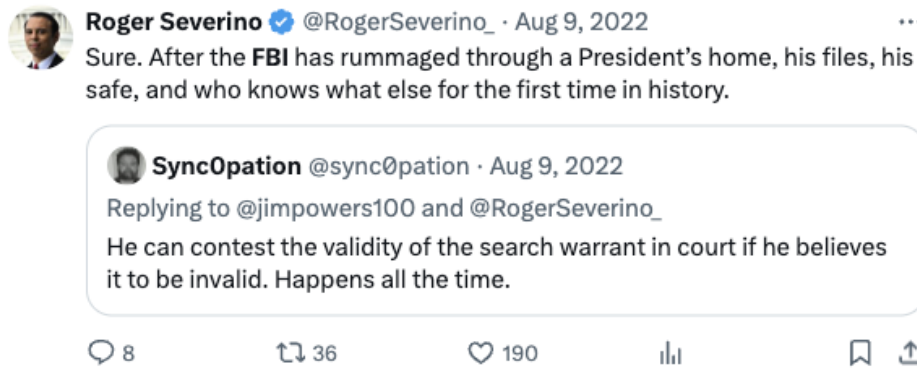 Roger Severino @RogerSeverino_ · Aug 9, 2022
Sure. After the FBI has rummaged through a President’s home, his files, his
safe, and who knows what else for the first time in history.
Sync0pation @sync0pation · Aug 9, 2022
Replying to @jimpowers100 and @RogerSeverino_
He can contest the validity of the search warrant in court if he believes
it to be invalid. Happens all the time.
8 36 190